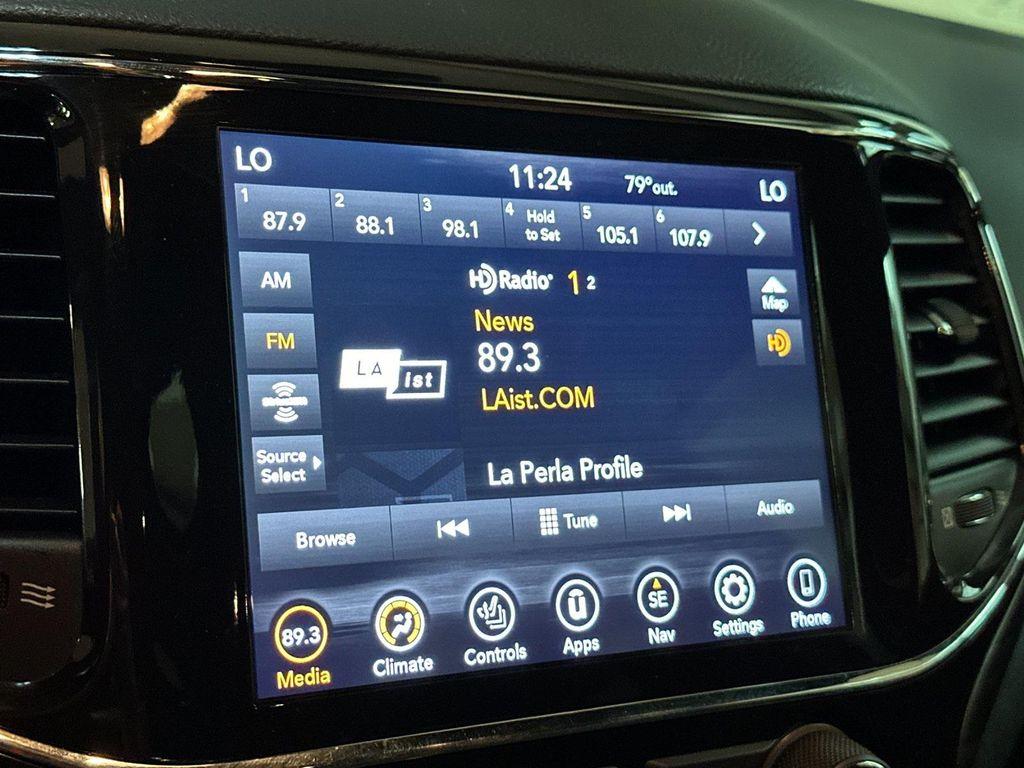 LO
11:24
79°out.
LO
1
87.9
2
88.1
3
98.1
4
Hold
to Set
5
105.1
6
107.9
AM
HD Radio 1 2
Map
FM
News
HD
89.3
LA
ist
LAist.COM
Source
Select
La Perla Profile
Browse
Tune
Audio
89.3
SE
Media
Climate
Controls
Apps
Nav
Settings
Phone